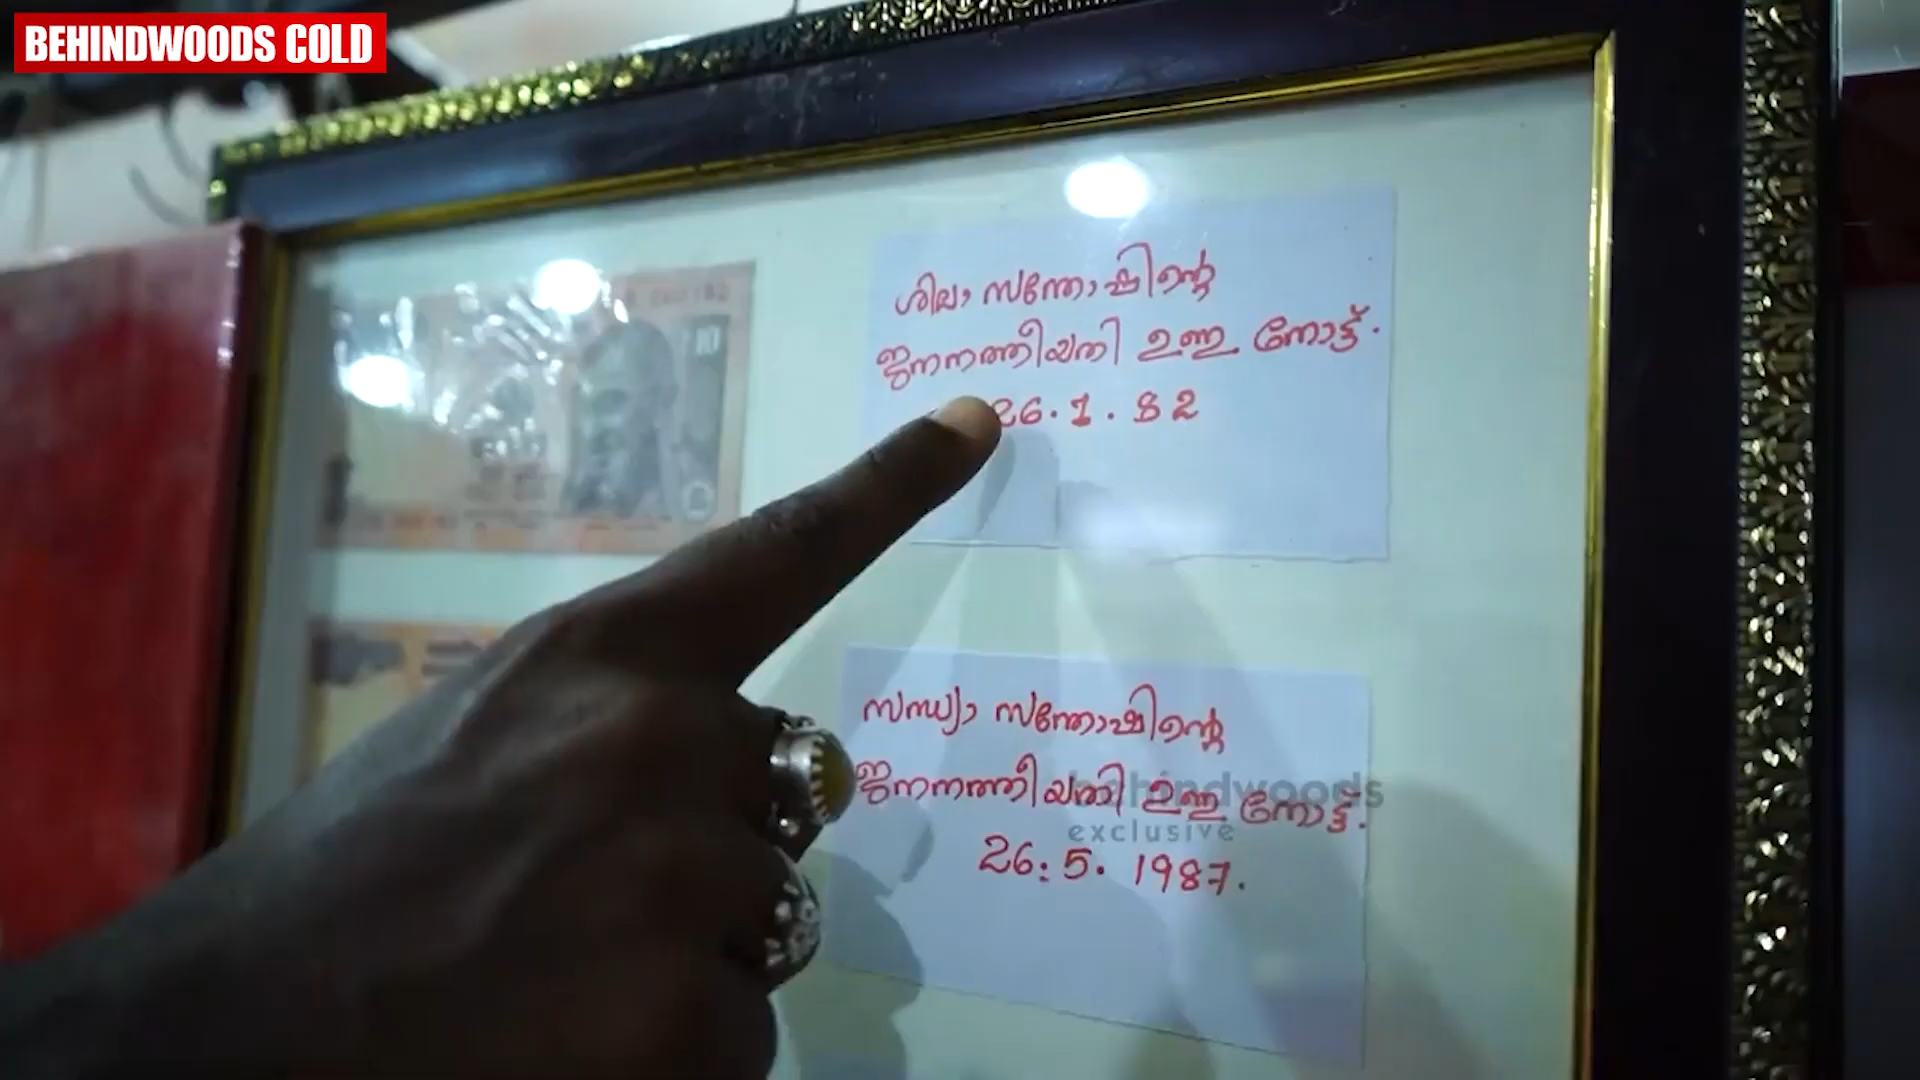 BEHINDWOODS COLD
10
ശിലാ സന്തോഷിന്റെ
ജനനത്തീയതി ഉള്ള നോട്ട്.
26.1.82
സന്ധ്യാ സന്തോഷിന്റെ
ജനനത്തീയതി ഉള്ള നോട്ട്.
behindwoods
exclusive
26.5.1987.